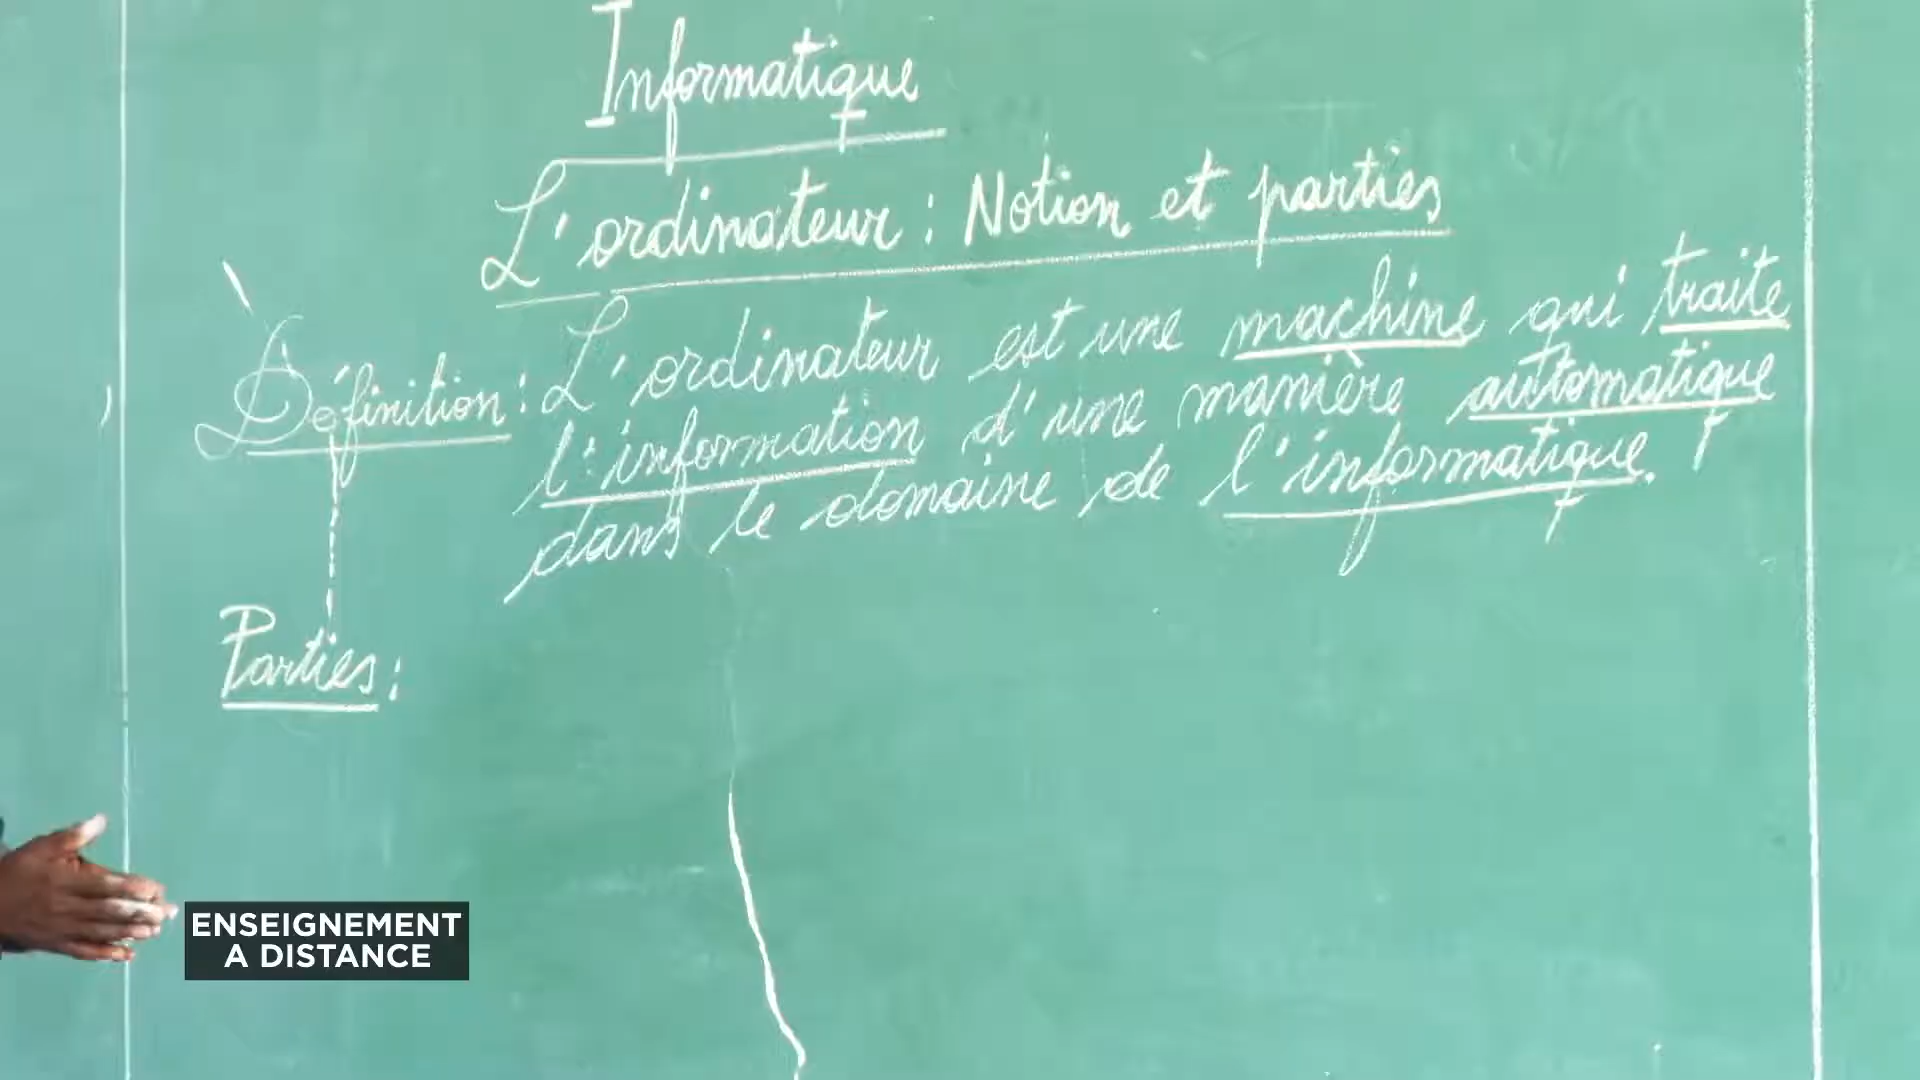 Informatique
L'ordinateur : Notion et parties
Définition : L'ordinateur est une machine qui traite
l'information d'une manière automatique
dans le domaine de l'informatique.
Parties :
ENSEIGNEMENT
A DISTANCE